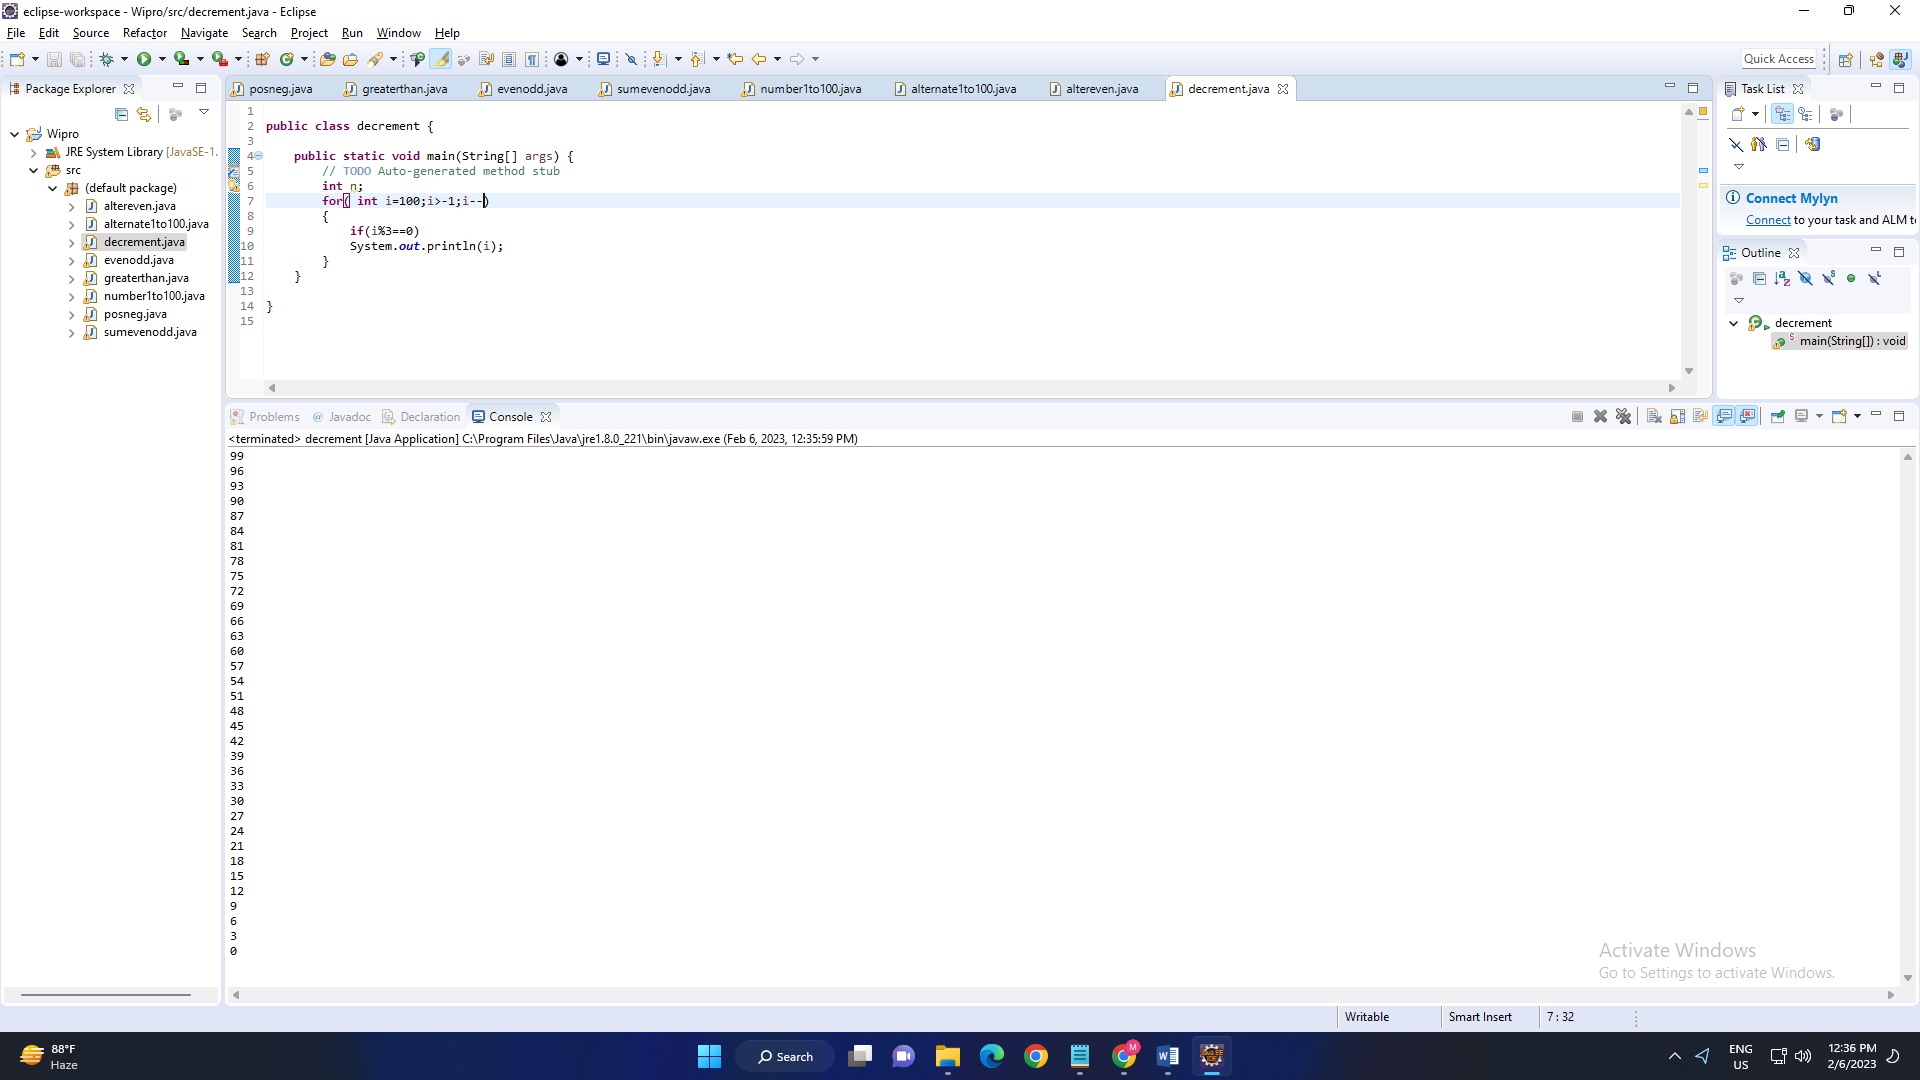 eclipse-workspace - Wipro/src/decrement.java - Eclipse
File Edit Source Refactor Navigate Search Project Run Window Help
Quick Access
Package Explorer
posneg.java greaterthan.java evenodd.java sumevenodd.java number1to100.java alternate1to100.java altereven.java decrement.java
Task List
Wipro
JRE System Library [JavaSE-1.
src
(default package)
altereven.java
alternate1to100.java
decrement.java
evenodd.java
greaterthan.java
number1to100.java
posneg.java
sumevenodd.java
1
2 public class decrement {
3
4 public static void main(String[] args) {
5 // TODO Auto-generated method stub
6 int n;
7 for( int i=100;i>-1;i--)
8 {
9 if(i%3==0)
10 System.out.println(i);
11 }
12 }
13
14 }
15
Connect Mylyn
Connect to your task and ALM t
Outline
decrement
main(String[]) : void
Problems @ Javadoc Declaration Console
<terminated> decrement [Java Application] C:\Program Files\Java\jre1.8.0_221\bin\javaw.exe (Feb 6, 2023, 12:35:59 PM)
99
96
93
90
87
84
81
78
75
72
69
66
63
60
57
54
51
48
45
42
39
36
33
30
27
24
21
18
15
12
9
6
3
0
Activate Windows
Go to Settings to activate Windows.
Writable Smart Insert 7 : 32
88°F
Haze
Search
M
ENG
US
12:36 PM
2/6/2023